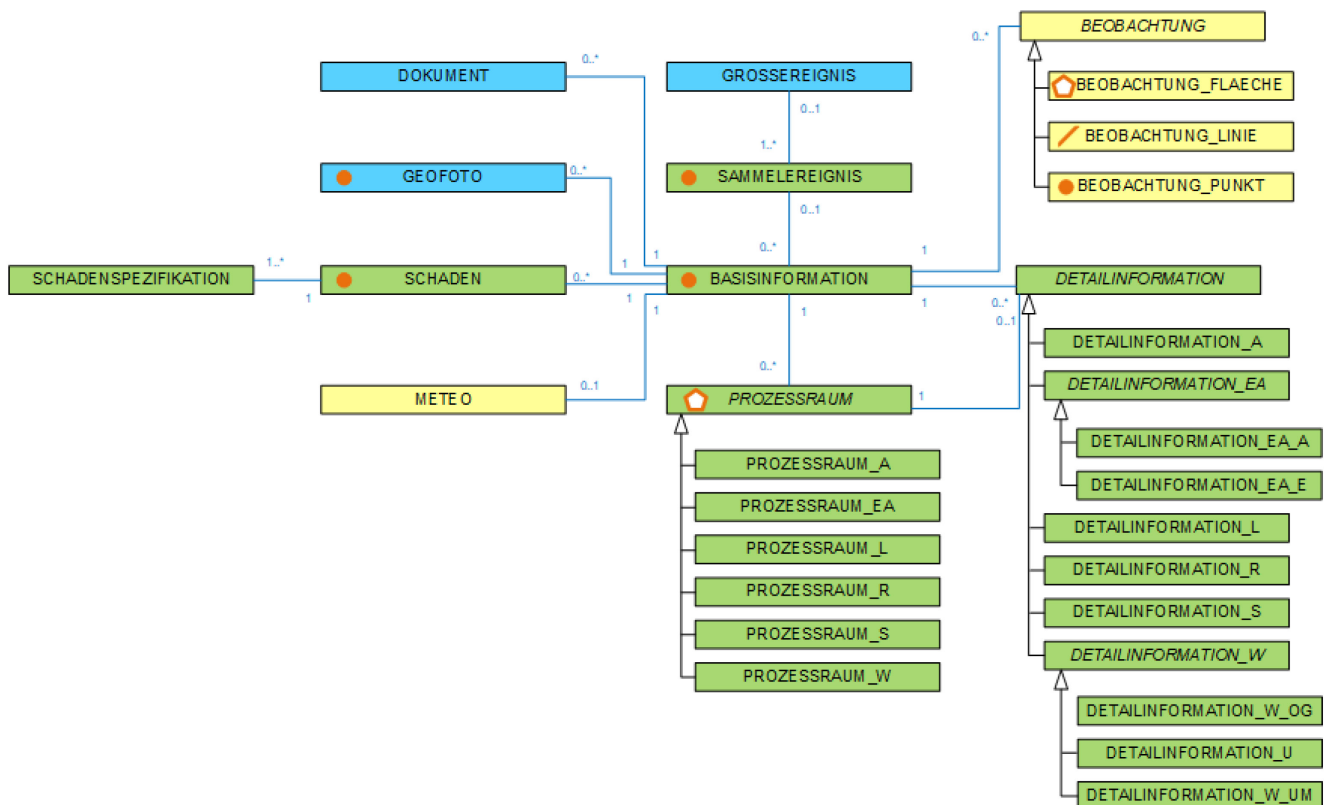 BEOBACHTUNG
0..*
0..*
DOKUMENT
GROSSEREIGNIS
BEOBACHTUNG_FLAECHE
0..1
BEOBACHTUNG_LINIE
1..*
0..*
GEOFOTO
SAMMELEREIGNIS
BEOBACHTUNG_PUNKT
0..1
0..*
1
1
1
1..*
SCHADENSPEZIFIKATION
SCHADEN
0..*
BASISINFORMATION
DETAILINFORMATION
1
1
1
1
1
0..*
0..1
DETAILINFORMATION_A
0..*
0..1
DETAILINFORMATION_EA
METEO
PROZESSRAUM
1
DETAILINFORMATION_EA_A
PROZESSRAUM_A
DETAILINFORMATION_EA_E
PROZESSRAUM_EA
DETAILINFORMATION_L
PROZESSRAUM_L
DETAILINFORMATION_R
PROZESSRAUM_R
DETAILINFORMATION_S
PROZESSRAUM_S
DETAILINFORMATION_W
PROZESSRAUM_W
DETAILINFORMATION_W_OG
DETAILINFORMATION_U
DETAILINFORMATION_W_UM